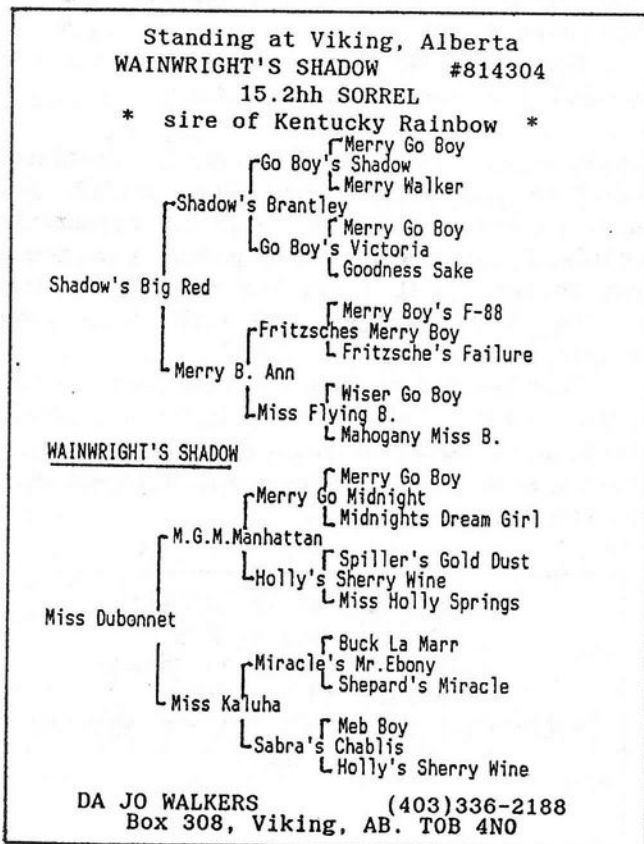 Standing at Viking, Alberta
WAINWRIGHT'S SHADOW #814304
15.2hh SORREL
* sire of Kentucky Rainbow *
Merry Go Boy
Go Boy's Shadow
Merry Walker
Shadow's Brantley
Merry Go Boy
Go Boy's Victoria
Goodness Sake
Shadow's Big Red
Merry Boy's F-88
Fritzsches Merry Boy
Fritzsche's Failure
Merry B. Ann
Wiser Go Boy
Miss Flying B.
Mahogany Miss B.
WAINWRIGHT'S SHADOW
Merry Go Boy
Merry Go Midnight
Midnights Dream Girl
M.G.M.Manhattan
Spiller's Gold Dust
Holly's Sherry Wine
Miss Holly Springs
Miss Dubonnet
Buck La Marr
Miracle's Mr.Ebony
Shepard's Miracle
Miss Kaluha
Meb Boy
Sabra's Chablis
Holly's Sherry Wine
DA JO WALKERS (403)336-2188
Box 308, Viking, AB. TOB 4NO